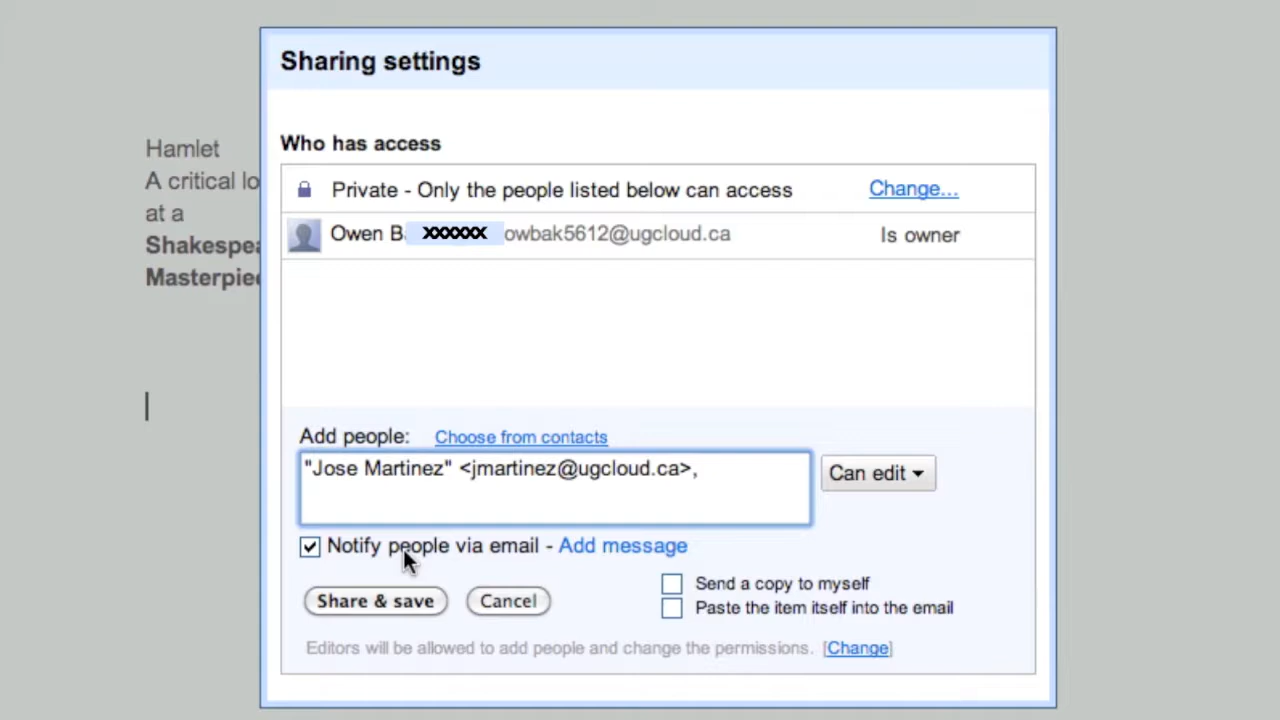 Sharing settings
Who has access
Hamlet
A critical lo
at a
Shakespea
Masterpiec
Private - Only the people listed below can access Change...
Owen B xxxxxx owbak5612@ugcloud.ca Is owner
Add people: Choose from contacts
"Jose Martinez" <jmartinez@ugcloud.ca>,
Can edit
Notify people via email - Add message
Share & save Cancel
Send a copy to myself
Paste the item itself into the email
Editors will be allowed to add people and change the permissions. [Change]